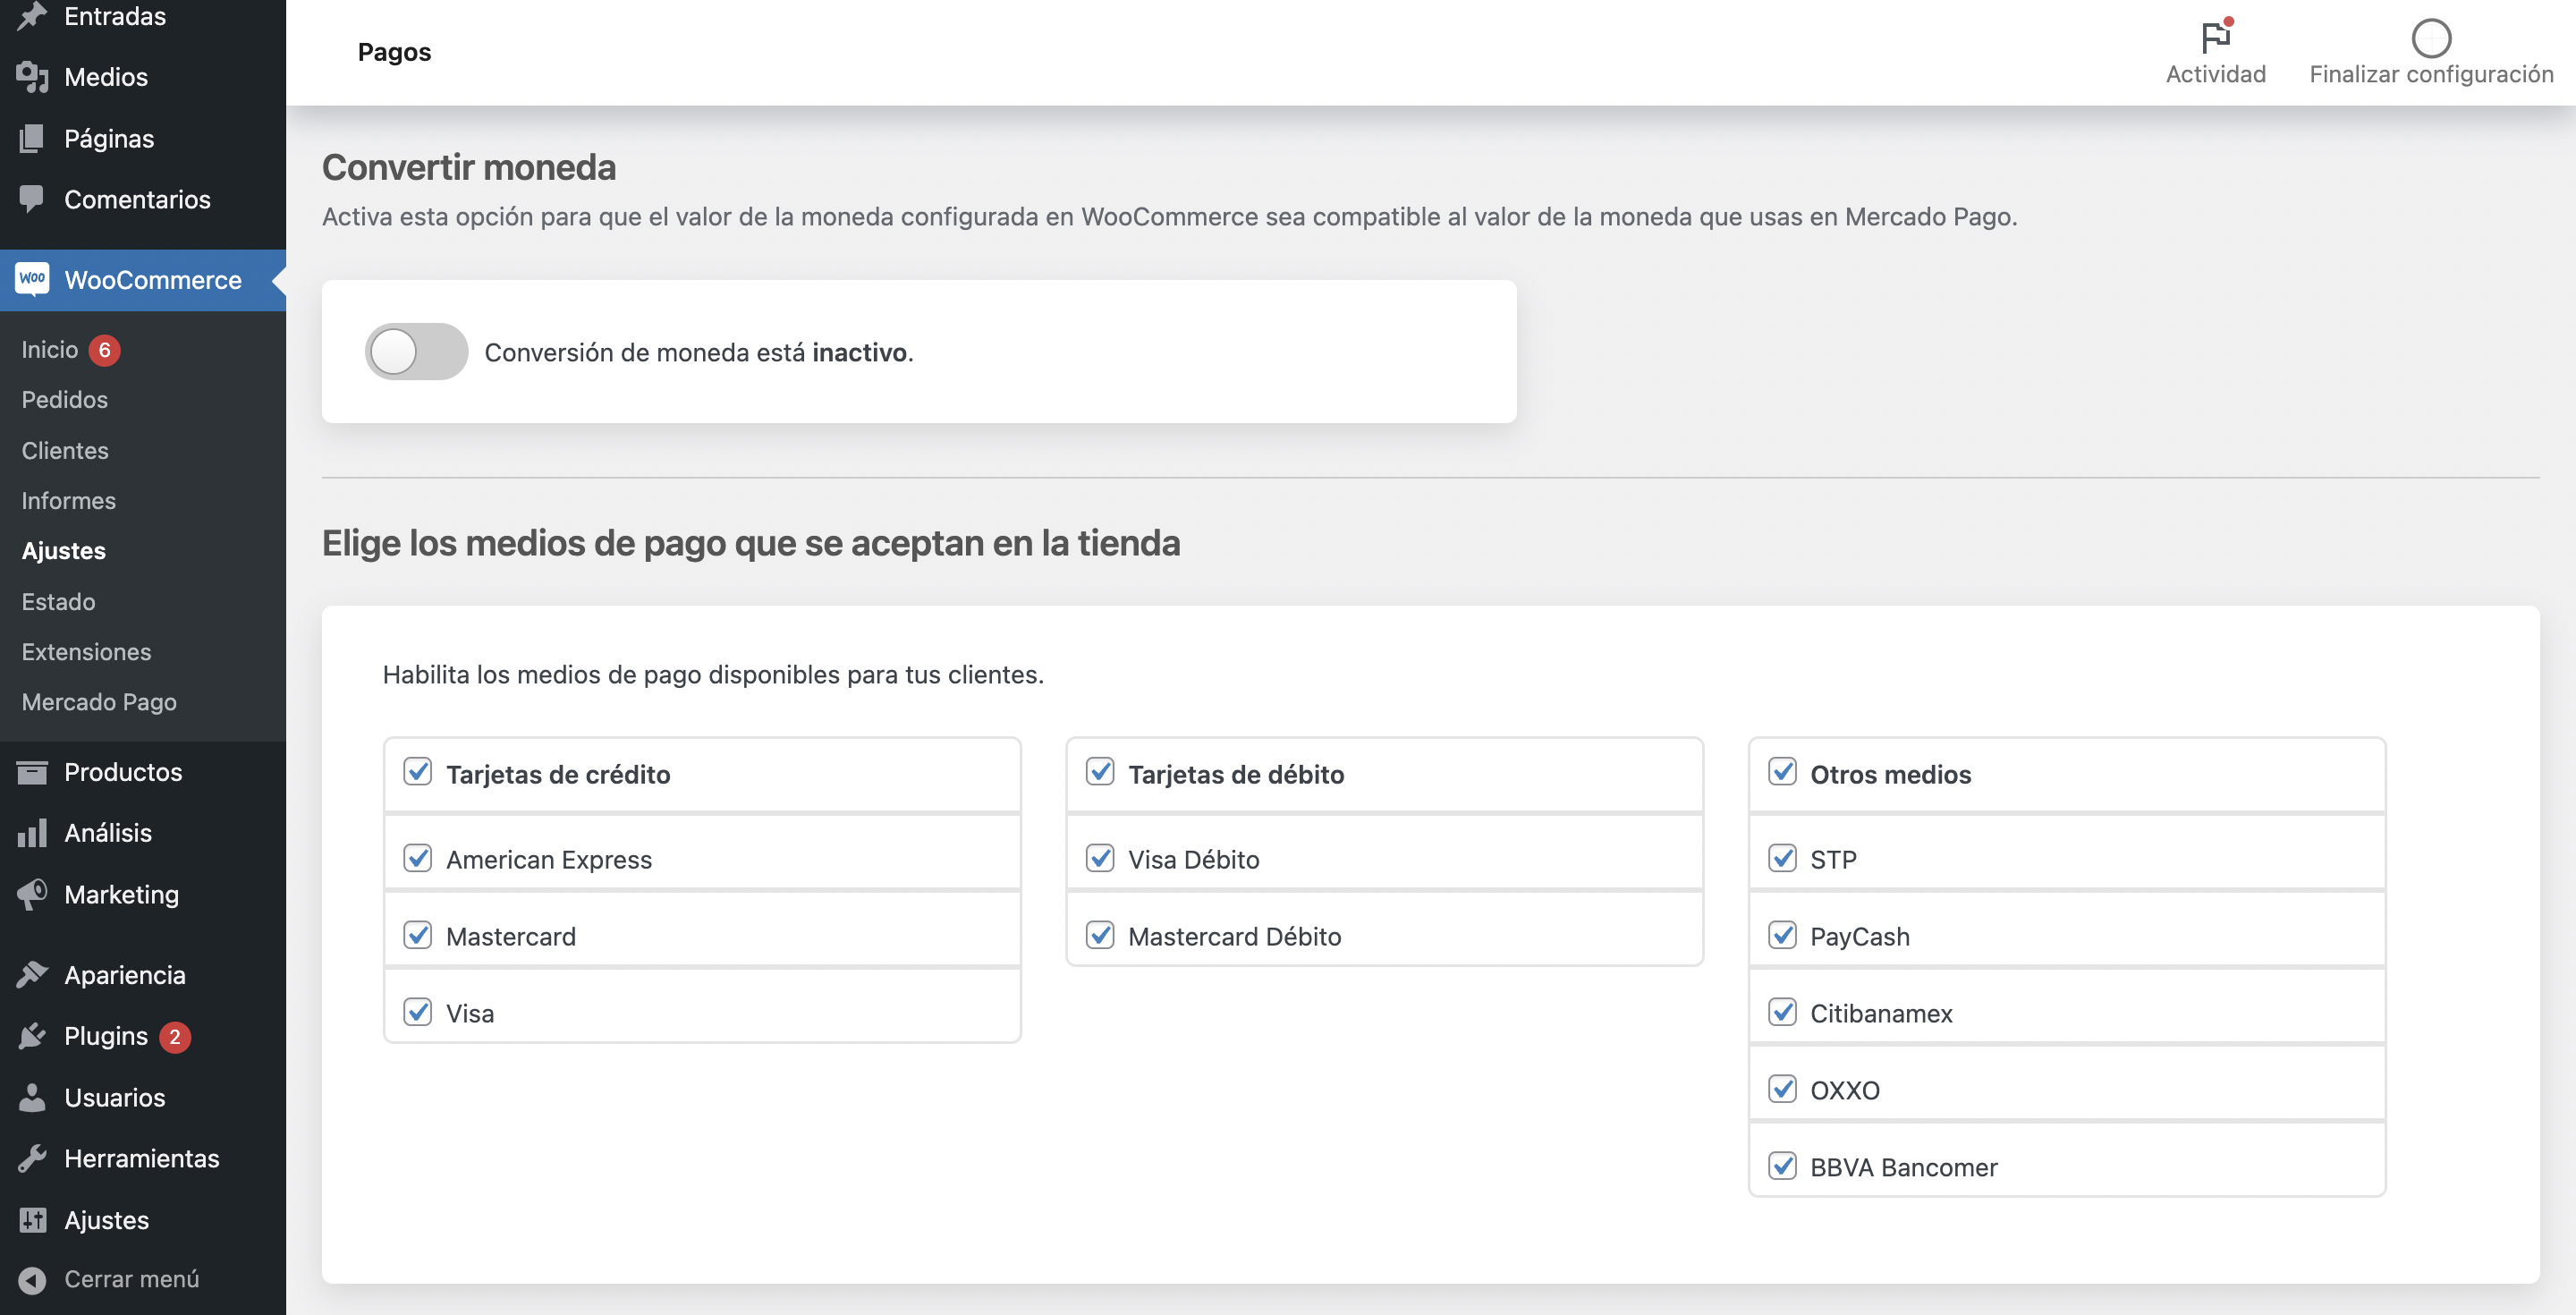 Entradas
Medios
Páginas
Comentarios
Woo WooCommerce
Inicio 6
Pedidos
Clientes
Informes
Ajustes
Estado
Extensiones
Mercado Pago
Productos
Análisis
Marketing
Apariencia
Plugins 2
Usuarios
Herramientas
Ajustes
Cerrar menú
Pagos
Actividad
Finalizar configuración
Convertir moneda
Activa esta opción para que el valor de la moneda configurada en WooCommerce sea compatible al valor de la moneda que usas en Mercado Pago.
Conversión de moneda está inactivo.
Elige los medios de pago que se aceptan en la tienda
Habilita los medios de pago disponibles para tus clientes.
Tarjetas de crédito
American Express
Mastercard
Visa
Tarjetas de débito
Visa Débito
Mastercard Débito
Otros medios
STP
PayCash
Citibanamex
OXXO
BBVA Bancomer